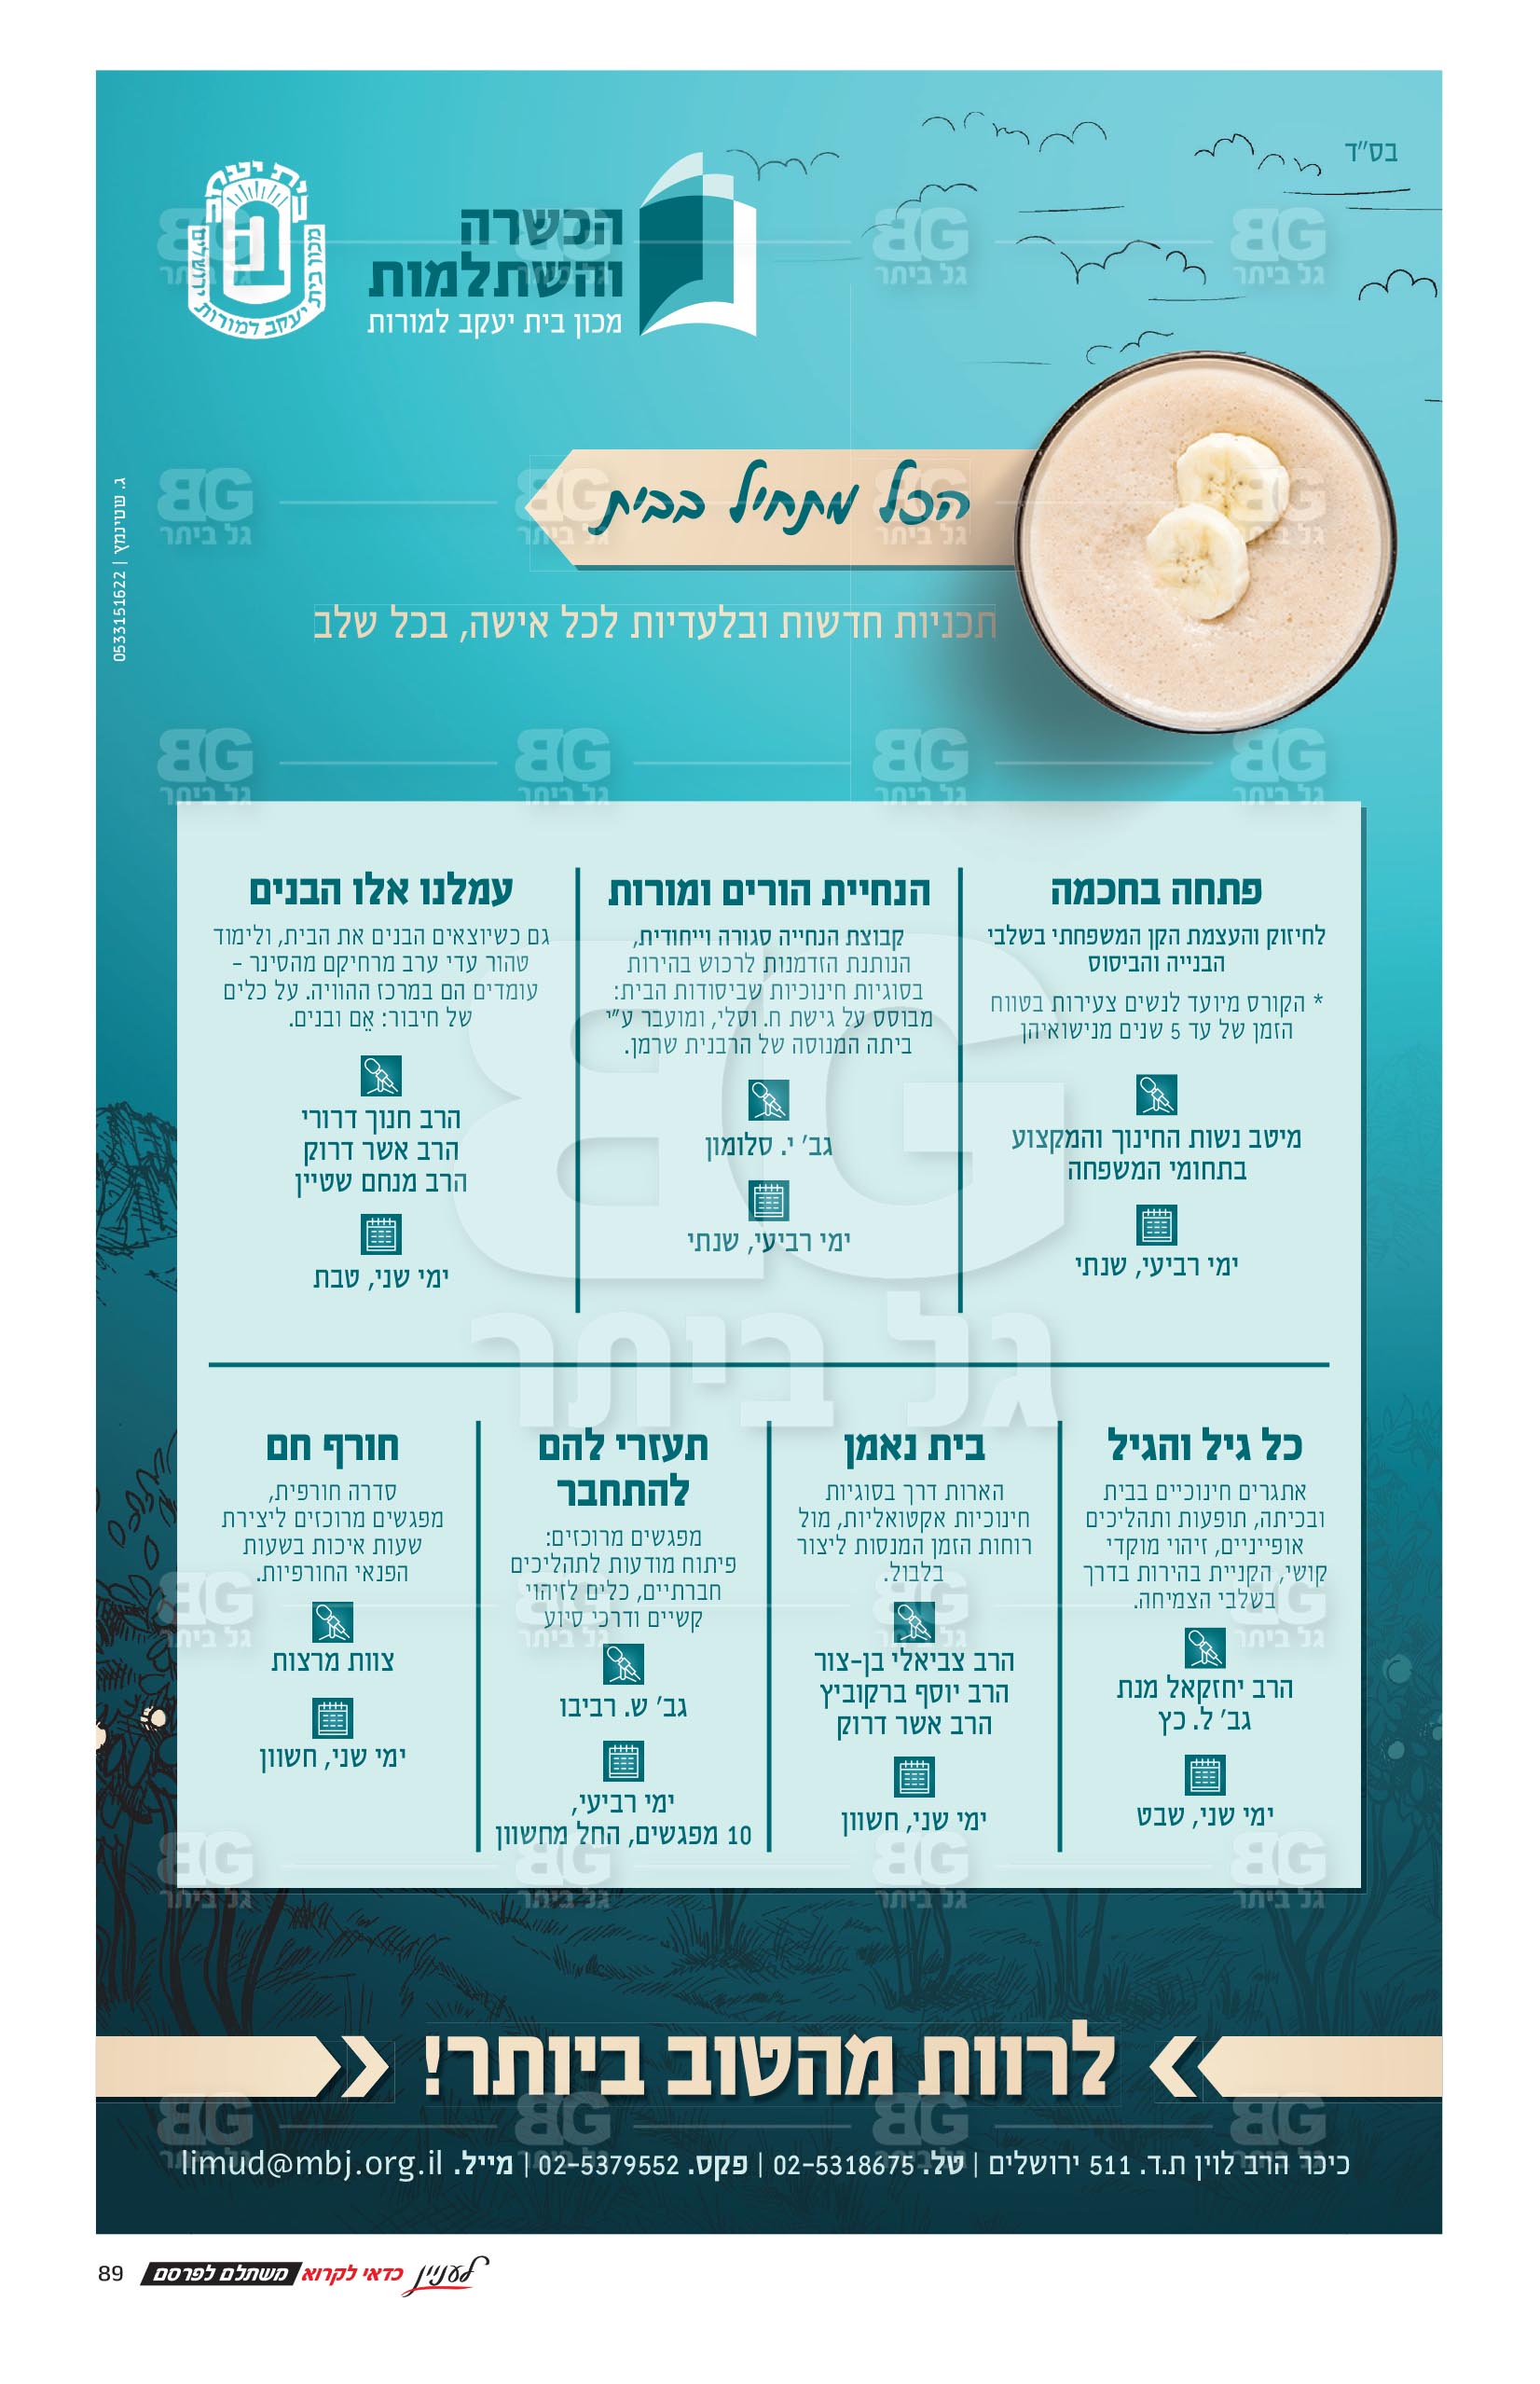 בס"ד
הכשרה
והשתלמות
מכון בית יעקב למורות
מכון בית יעקב למורות ירושלים
הכל מתחיל בבית
תכניות חדשות ובלעדיות לכל אישה, בכל שלב
ג. שטינמץ | 0533151622
פתחה בחכמה
לחיזוק והעצמת הקן המשפחתי בשלבי
הבנייה והביסוס
* הקורס מיועד לנשים צעירות בטווח
הזמן של עד 5 שנים מנישואיהן
מיטב נשות החינוך והמקצוע
בתחומי המשפחה
ימי רביעי, שנתי
הנחיית הורים ומורות
קבוצת הנחייה סגורה וייחודית,
הנותנת הזדמנות לרכוש בהירות
בסוגיות חינוכיות שביסודות הבית:
מבוסס על גישת ח. וסלי, ומועבר ע"י
ביתה המנוסה של הרבנית שרמן.
גב' י. סלומון
ימי רביעי, שנתי
עמלנו אלו הבנים
גם כשיוצאים הבנים את הבית, ולימוד
טהור עדי ערב מרחיקם מהסינר -
עומדים הם במרכז ההוויה. על כלים
של חיבור: אֵם ובנים.
הרב חנוך דרורי
הרב אשר דרוק
הרב מנחם שטיין
ימי שני, טבת
כל גיל והגיל
אתגרים חינוכיים בבית
ובכיתה, תופעות ותהליכים
אופייניים, זיהוי מוקדי
קושי, הקניית בהירות בדרך
בשלבי הצמיחה.
הרב יחזקאל מנת
גב' ל. כץ
ימי שני, שבט
בית נאמן
הארות דרך בסוגיות
חינוכיות אקטואליות, מול
רוחות הזמן המנסות ליצור
בלבול.
הרב צביאלי בן-צור
הרב יוסף ברקוביץ
הרב אשר דרוק
ימי שני, חשוון
תעזרי להם
להתחבר
מפגשים מרוכזים:
פיתוח מודעות לתהליכים
חברתיים, כלים לזיהוי
קשיים ודרכי סיוע
גב' ש. רביבו
ימי רביעי,
10 מפגשים, החל מחשוון
חורף חם
סדרה חורפית,
מפגשים מרוכזים ליצירת
שעות איכות בשעות
הפנאי החורפיות.
צוות מרצות
ימי שני, חשוון
BG
גל ביתר
לרוות מהטוב ביותר!
כיכר הרב לוין ת.ד. 511 ירושלים | טל. 02-5318675 | פקס. 02-5379552 | מייל. limud@mbj.org.il
לעניין כדאי לקרוא משתלם לפרסם 89